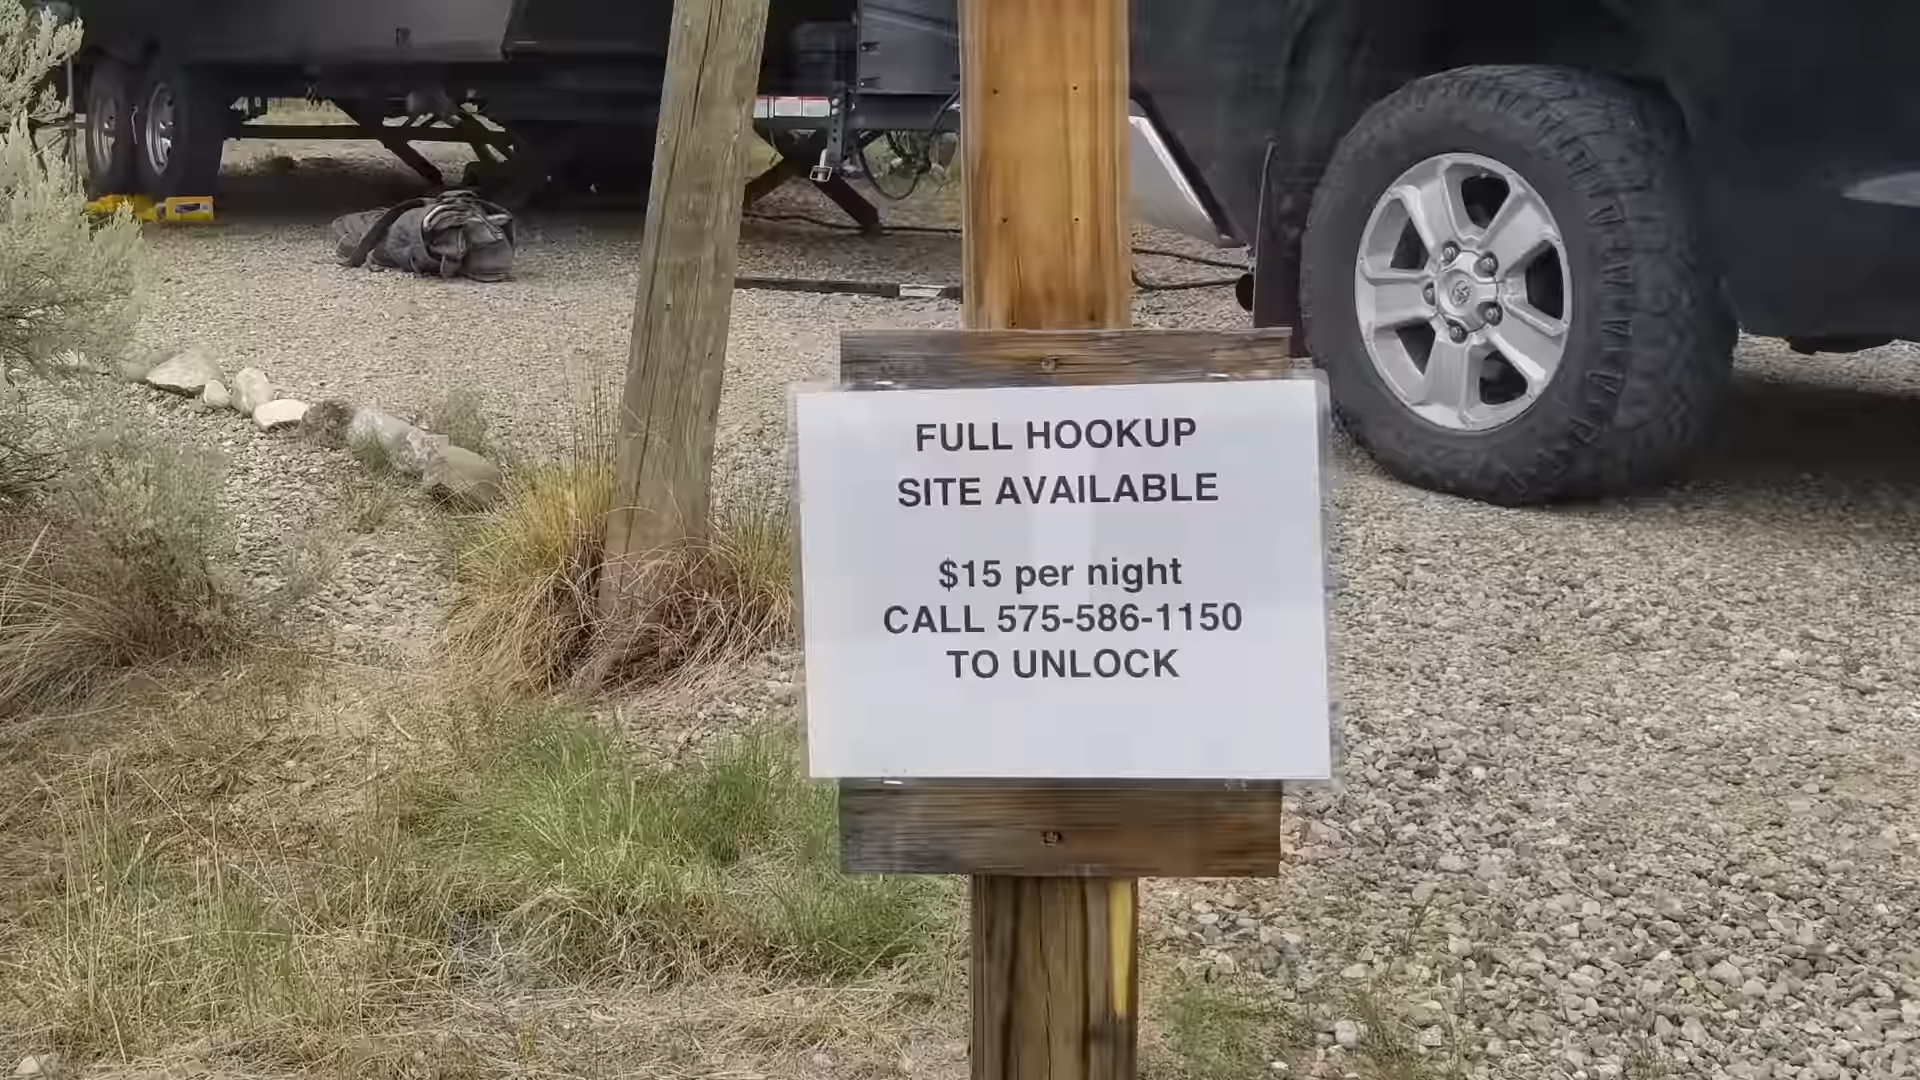 FULL HOOKUP
SITE AVAILABLE
$15 per night
CALL 575-586-1150
TO UNLOCK